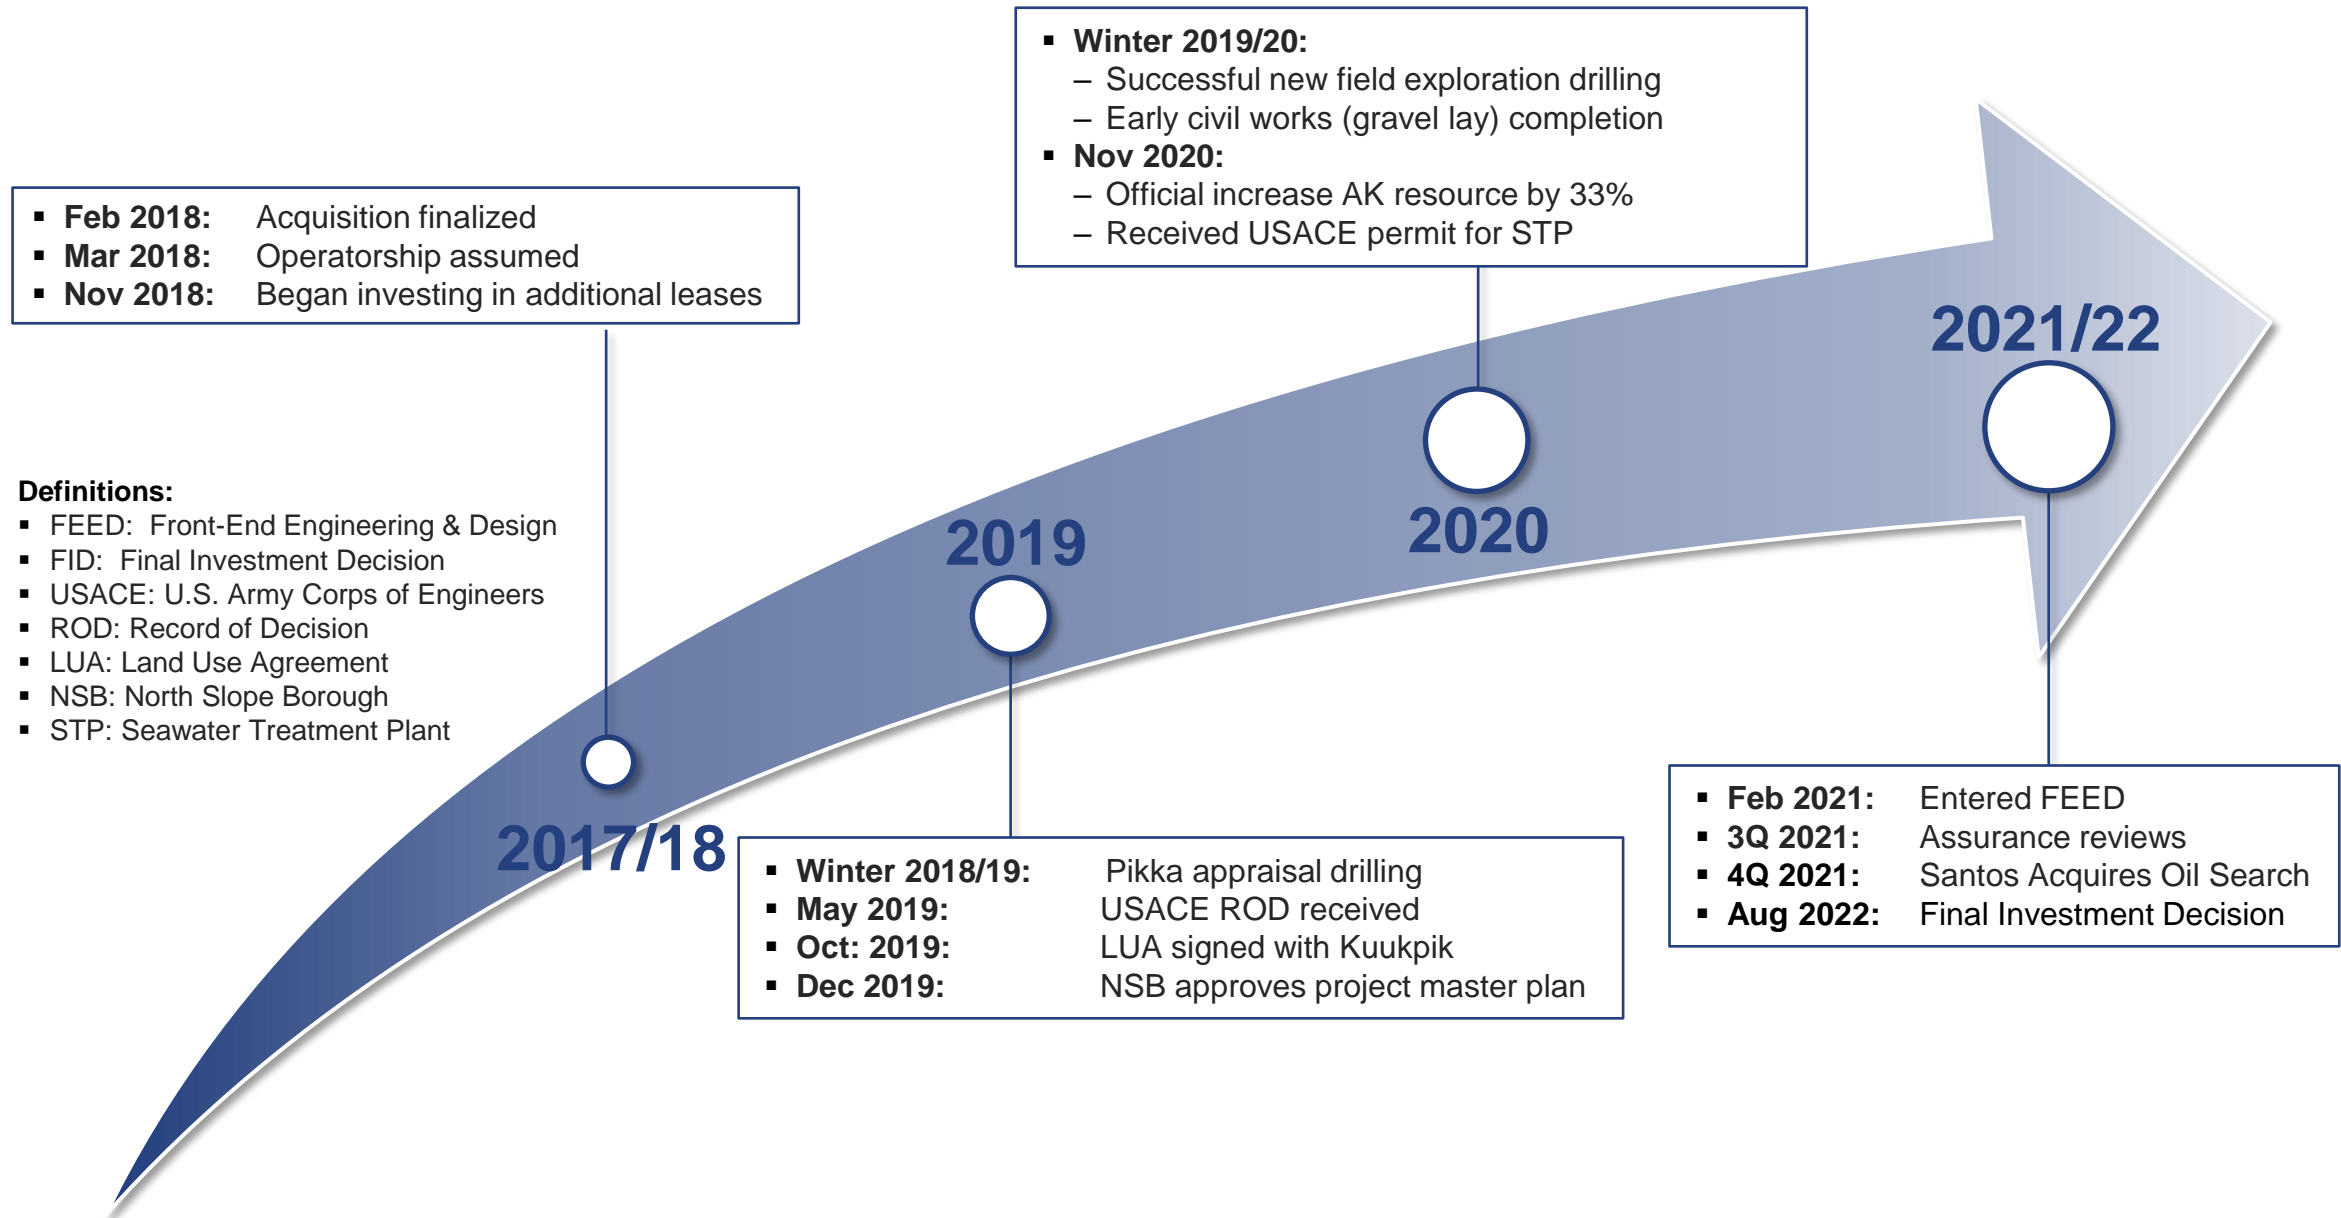 ▪ Winter 2019/20:
– Successful new field exploration drilling
– Early civil works (gravel lay) completion
▪ Nov 2020:
– Official increase AK resource by 33%
– Received USACE permit for STP
▪ Feb 2018: Acquisition finalized
▪ Mar 2018: Operatorship assumed
▪ Nov 2018: Began investing in additional leases
2021/22
Definitions:
▪ FEED: Front-End Engineering & Design
▪ FID: Final Investment Decision
▪ USACE: U.S. Army Corps of Engineers
▪ ROD: Record of Decision
▪ LUA: Land Use Agreement
▪ NSB: North Slope Borough
▪ STP: Seawater Treatment Plant
2019
2020
2017/18
▪ Winter 2018/19: Pikka appraisal drilling
▪ May 2019: USACE ROD received
▪ Oct: 2019: LUA signed with Kuukpik
▪ Dec 2019: NSB approves project master plan
▪ Feb 2021: Entered FEED
▪ 3Q 2021: Assurance reviews
▪ 4Q 2021: Santos Acquires Oil Search
▪ Aug 2022: Final Investment Decision